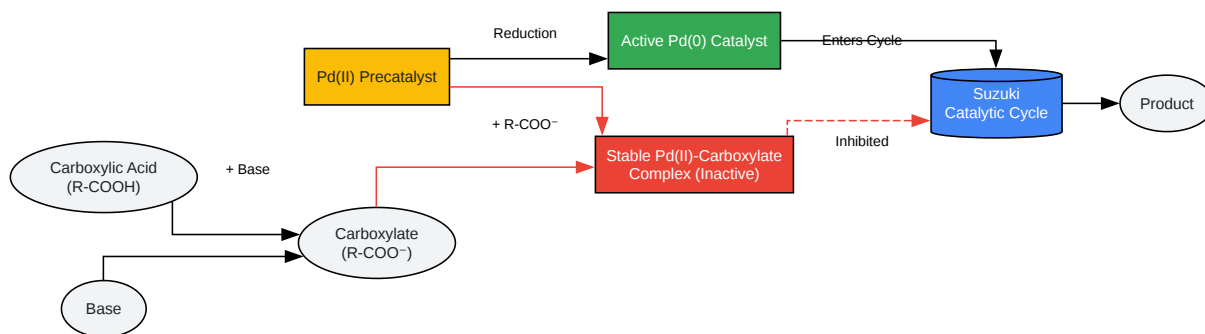 Reduction
Active Pd(0) Catalyst
Enters Cycle
Pd(II) Precatalyst
Suzuki
Catalytic Cycle
Product
+ R-COO⁻
Inhibited
Stable Pd(II)-Carboxylate
Complex (Inactive)
Carboxylic Acid
(R-COOH)
+ Base
Carboxylate
(R-COO⁻)
Base